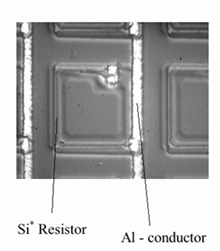 Si* Resistor
Al - conductor